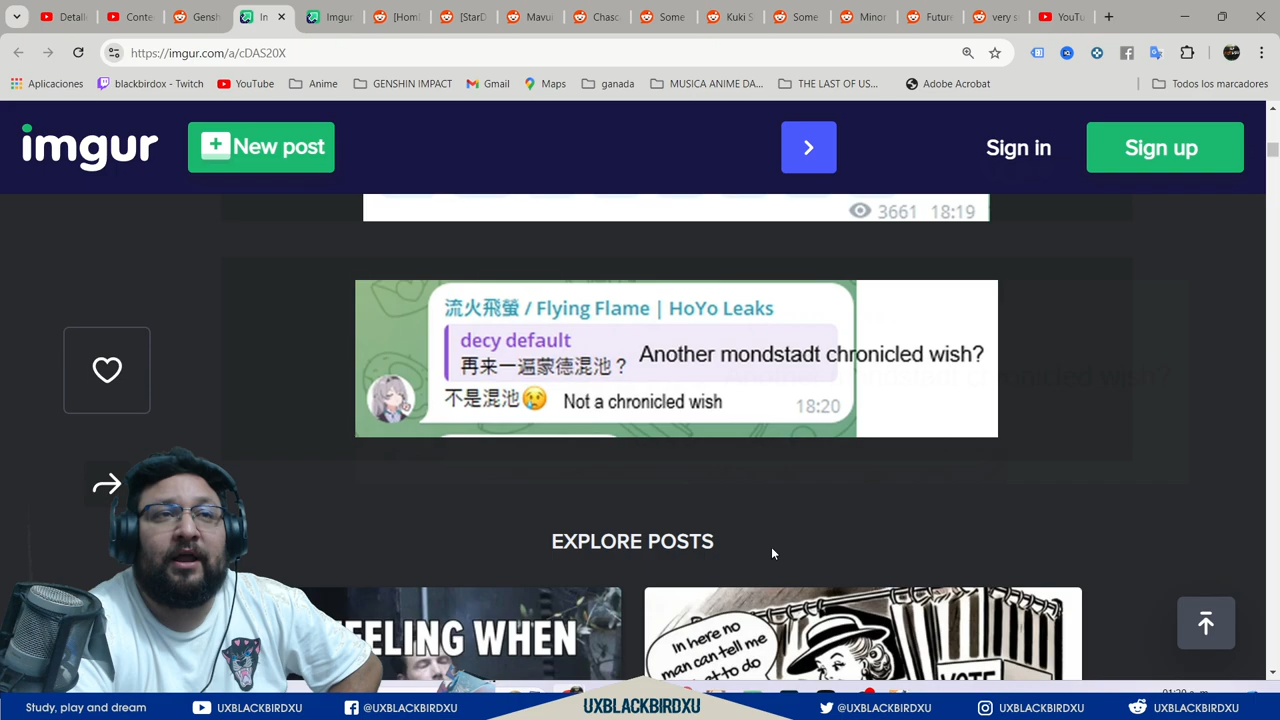 Detall
Conte
Gensh
In
Imgur
[Hom
[StarD
Mavui
Chasc
Some
Kuki S
Some
Minor
Future
very s
YouTu
https://imgur.com/a/cDAS20X
Aplicaciones
blackbirdox - Twitch
YouTube
Anime
GENSHIN IMPACT
Gmail
Maps
ganada
MUSICA ANIME DA...
THE LAST OF US...
Adobe Acrobat
Todos los marcadores
imgur
New post
Sign in
Sign up
3661 18:19
流火飛螢 / Flying Flame | HoYo Leaks
decy default
再来一遍蒙德混池？
Another mondstadt chronicled wish?
不是混池😢 Not a chronicled wish
18:20
EXPLORE POSTS
FEELING WHEN
In here no
man can tell me
what to do
VOTE
Study, play and dream
UXBLACKBIRDXU
@UXBLACKBIRDXU
UXBLACKBIRDXU
@UXBLACKBIRDXU
UXBLACKBIRDXU
UXBLACKBIRDXU